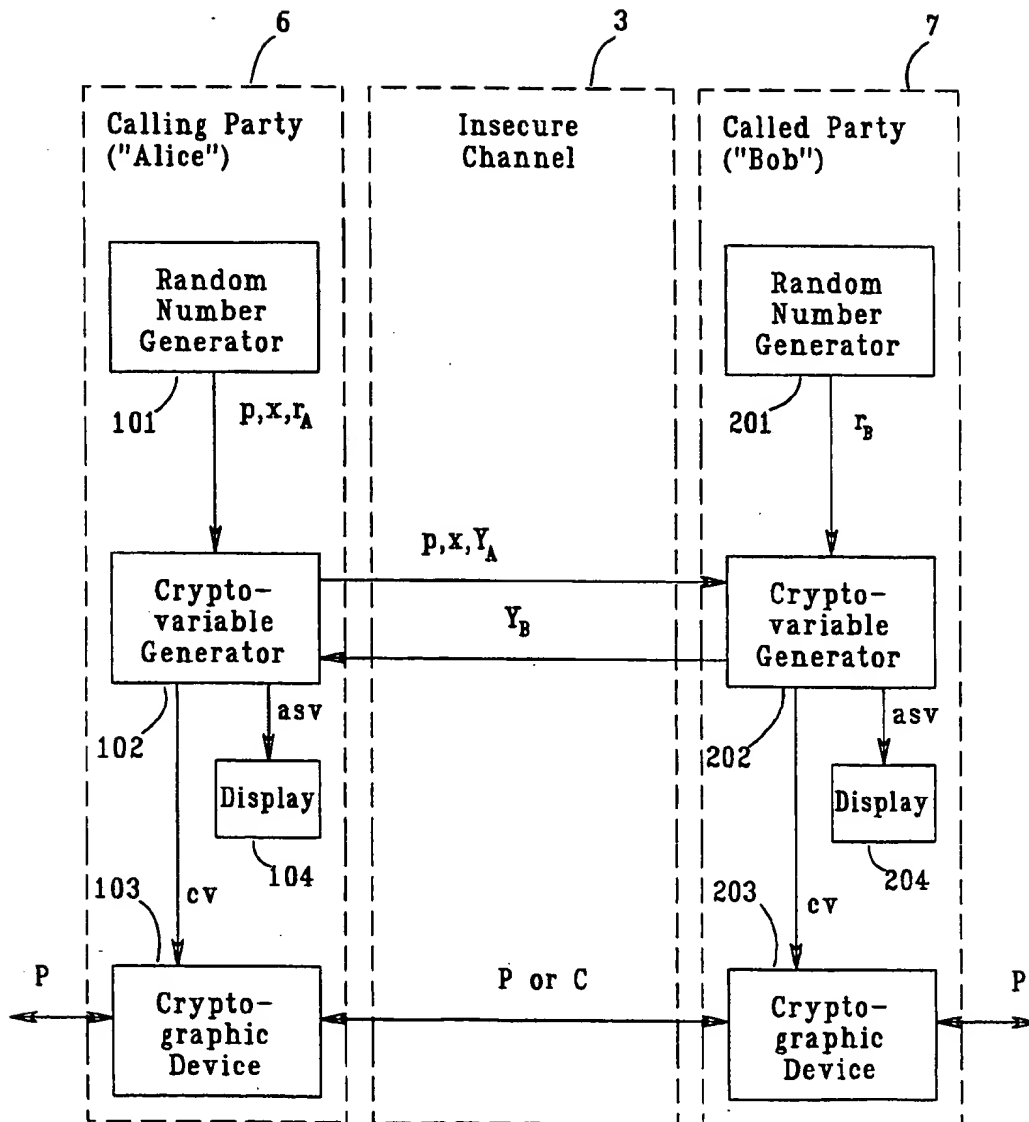 6
3
7
Calling Party
("Alice")
Insecure
Channel
Called Party
("Bob")
Random
Number
Generator
Random
Number
Generator
101
p,x,r_A
201
r_B
p,x,Y_A
Crypto-
variable
Generator
Y_B
Crypto-
variable
Generator
102
asv
202
asv
Display
Display
104
204
103
cv
203
cv
P
Crypto-
graphic
Device
P or C
Crypto-
graphic
Device
P